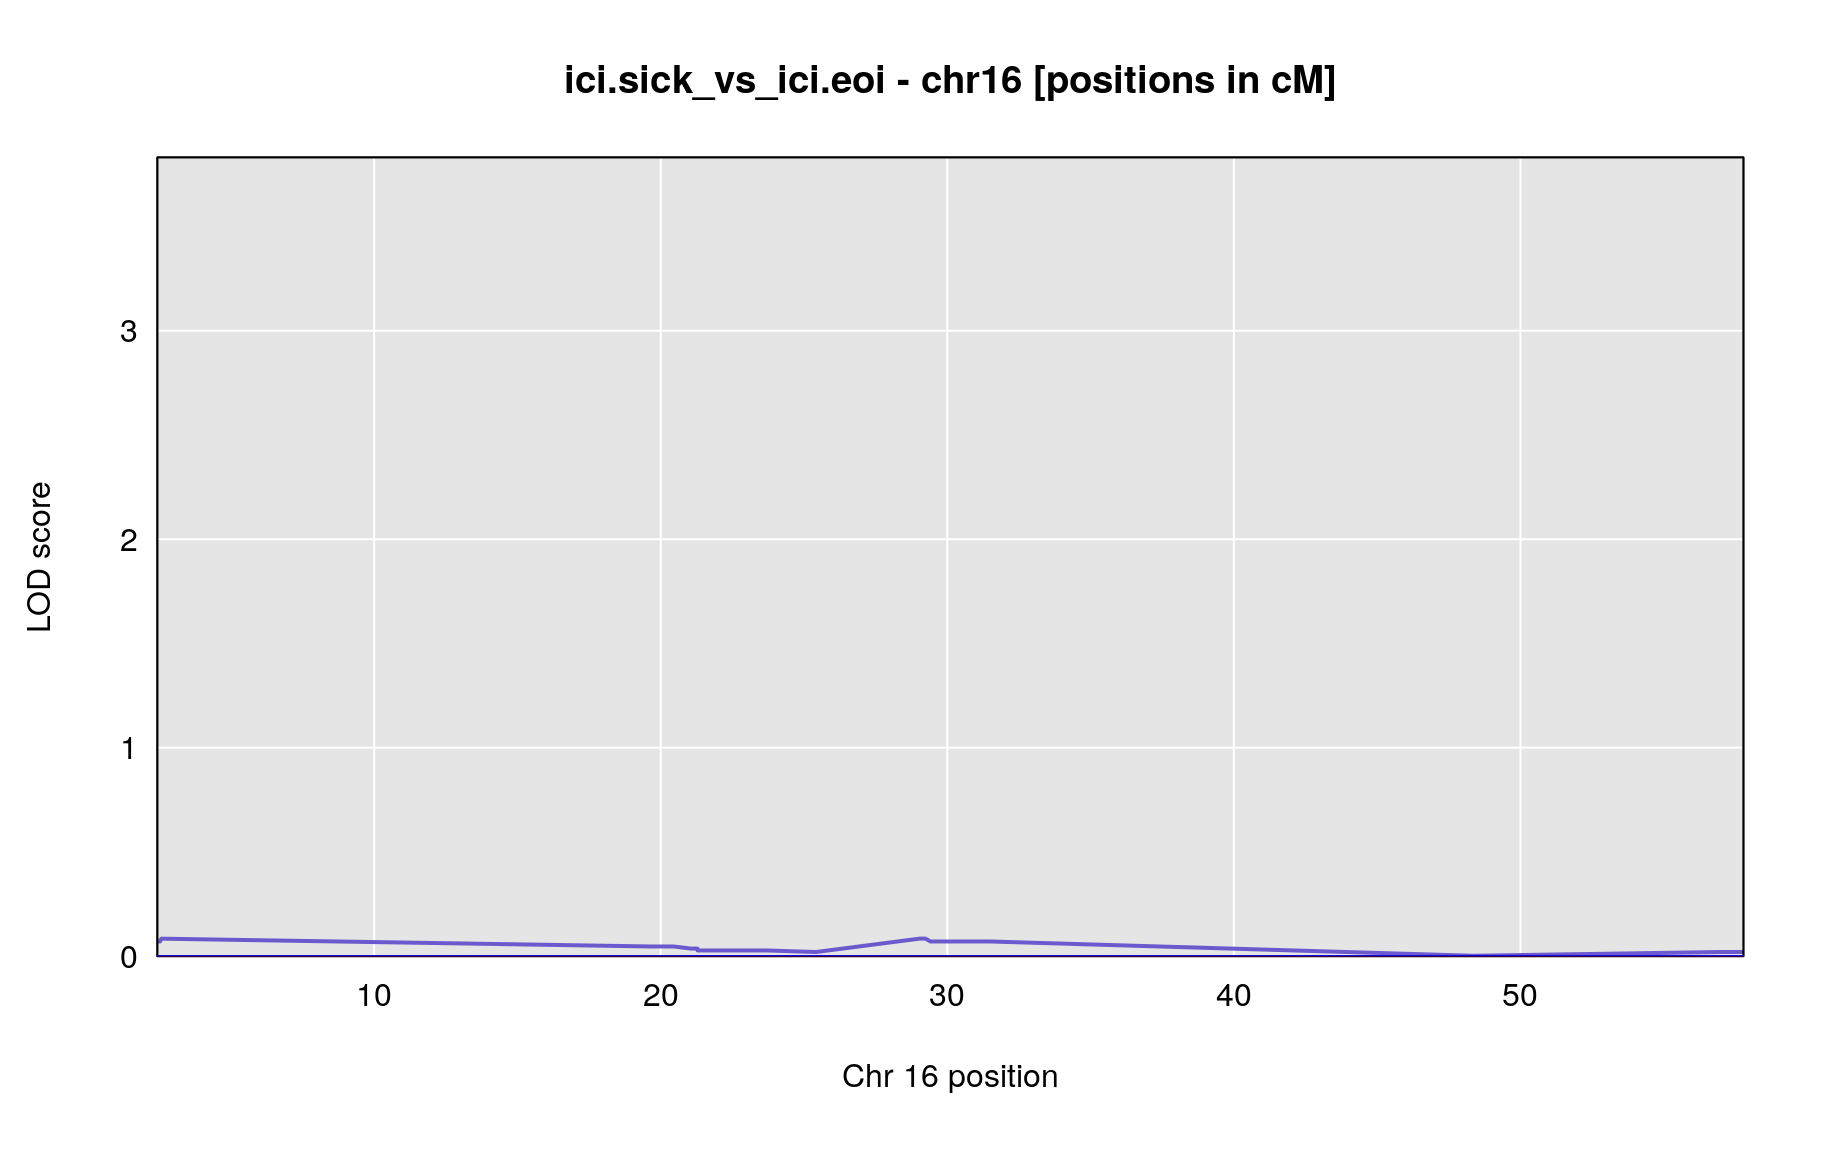 ici.sick_vs_ici.eoi - chr16 [positions in cM]
3
2
1
0
LOD score
10 20 30 40 50
Chr 16 position